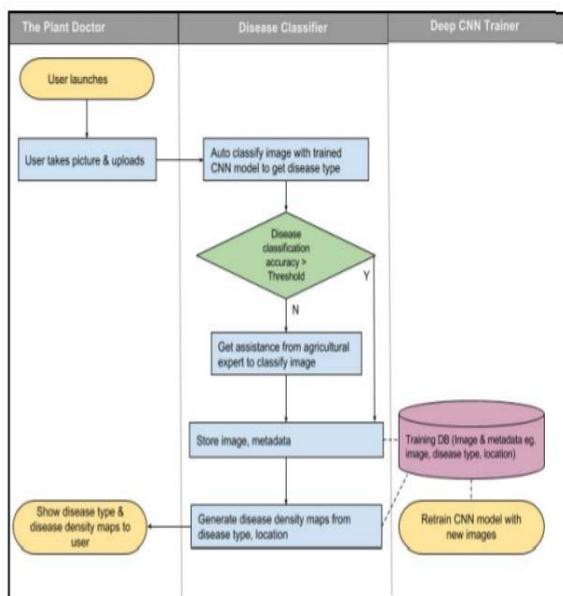 The Plant Doctor
Disease Classifier
Deep CNN Trainer
User launches
User takes picture & uploads
Auto classify image with trained
CNN model to get disease type
Disease
classification
accuracy >
Threshold
Y
N
Get assistance from agricultural
expert to classify image
Store image, metadata
Training DB (Image & metadata eg.
image, disease type, location)
Show disease type &
disease density maps to
user
Generate disease density maps from
disease type, location
Retrain CNN model with
new images